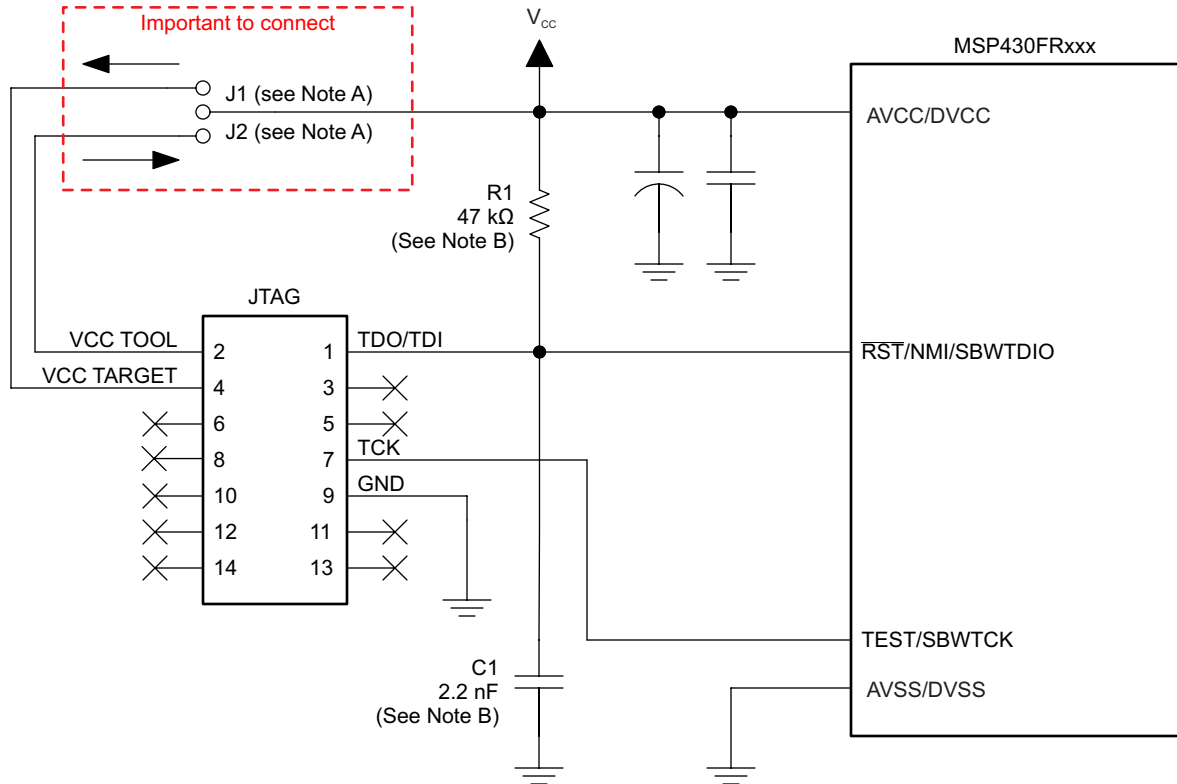 Important to connect
V_CC
MSP430FRxxx
J1 (see Note A)
J2 (see Note A)
AVCC/DVCC
R1
47 kΩ
(See Note B)
JTAG
VCC TOOL
2
1
TDO/TDI
R̅S̅T̅/NMI/SBWTDIO
VCC TARGET
4
3
6
5
8
7
TCK
10
9
GND
12
11
14
13
TEST/SBWTCK
C1
2.2 nF
(See Note B)
AVSS/DVSS